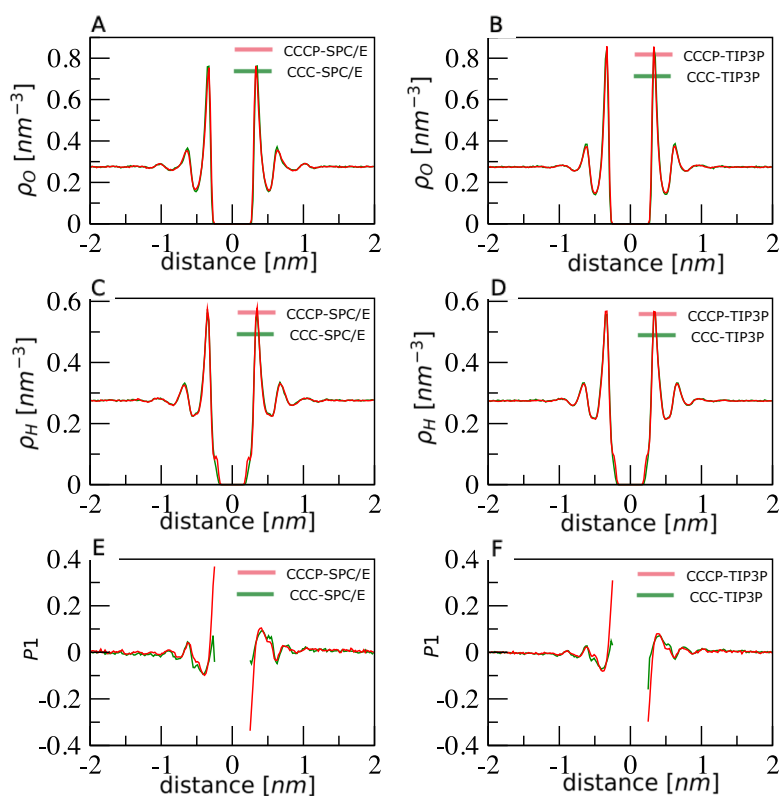 A
CCCP-SPC/E
CCC-SPC/E
ρO [nm−3]
0.8
0.6
0.4
0.2
0
-2 -1 0 1 2
distance [nm]
B
CCCP-TIP3P
CCC-TIP3P
ρO [nm−3]
0.8
0.6
0.4
0.2
0
-2 -1 0 1 2
distance [nm]
C
CCCP-SPC/E
CCC-SPC/E
ρH [nm−3]
0.6
0.4
0.2
0
-2 -1 0 1 2
distance [nm]
D
CCCP-TIP3P
CCC-TIP3P
ρH [nm−3]
0.6
0.4
0.2
0
-2 -1 0 1 2
distance [nm]
E
CCCP-SPC/E
CCC-SPC/E
P1
0.4
0.2
0
-0.2
-0.4
-2 -1 0 1 2
distance [nm]
F
CCCP-TIP3P
CCC-TIP3P
P1
0.4
0.2
0
-0.2
-0.4
-2 -1 0 1 2
distance [nm]